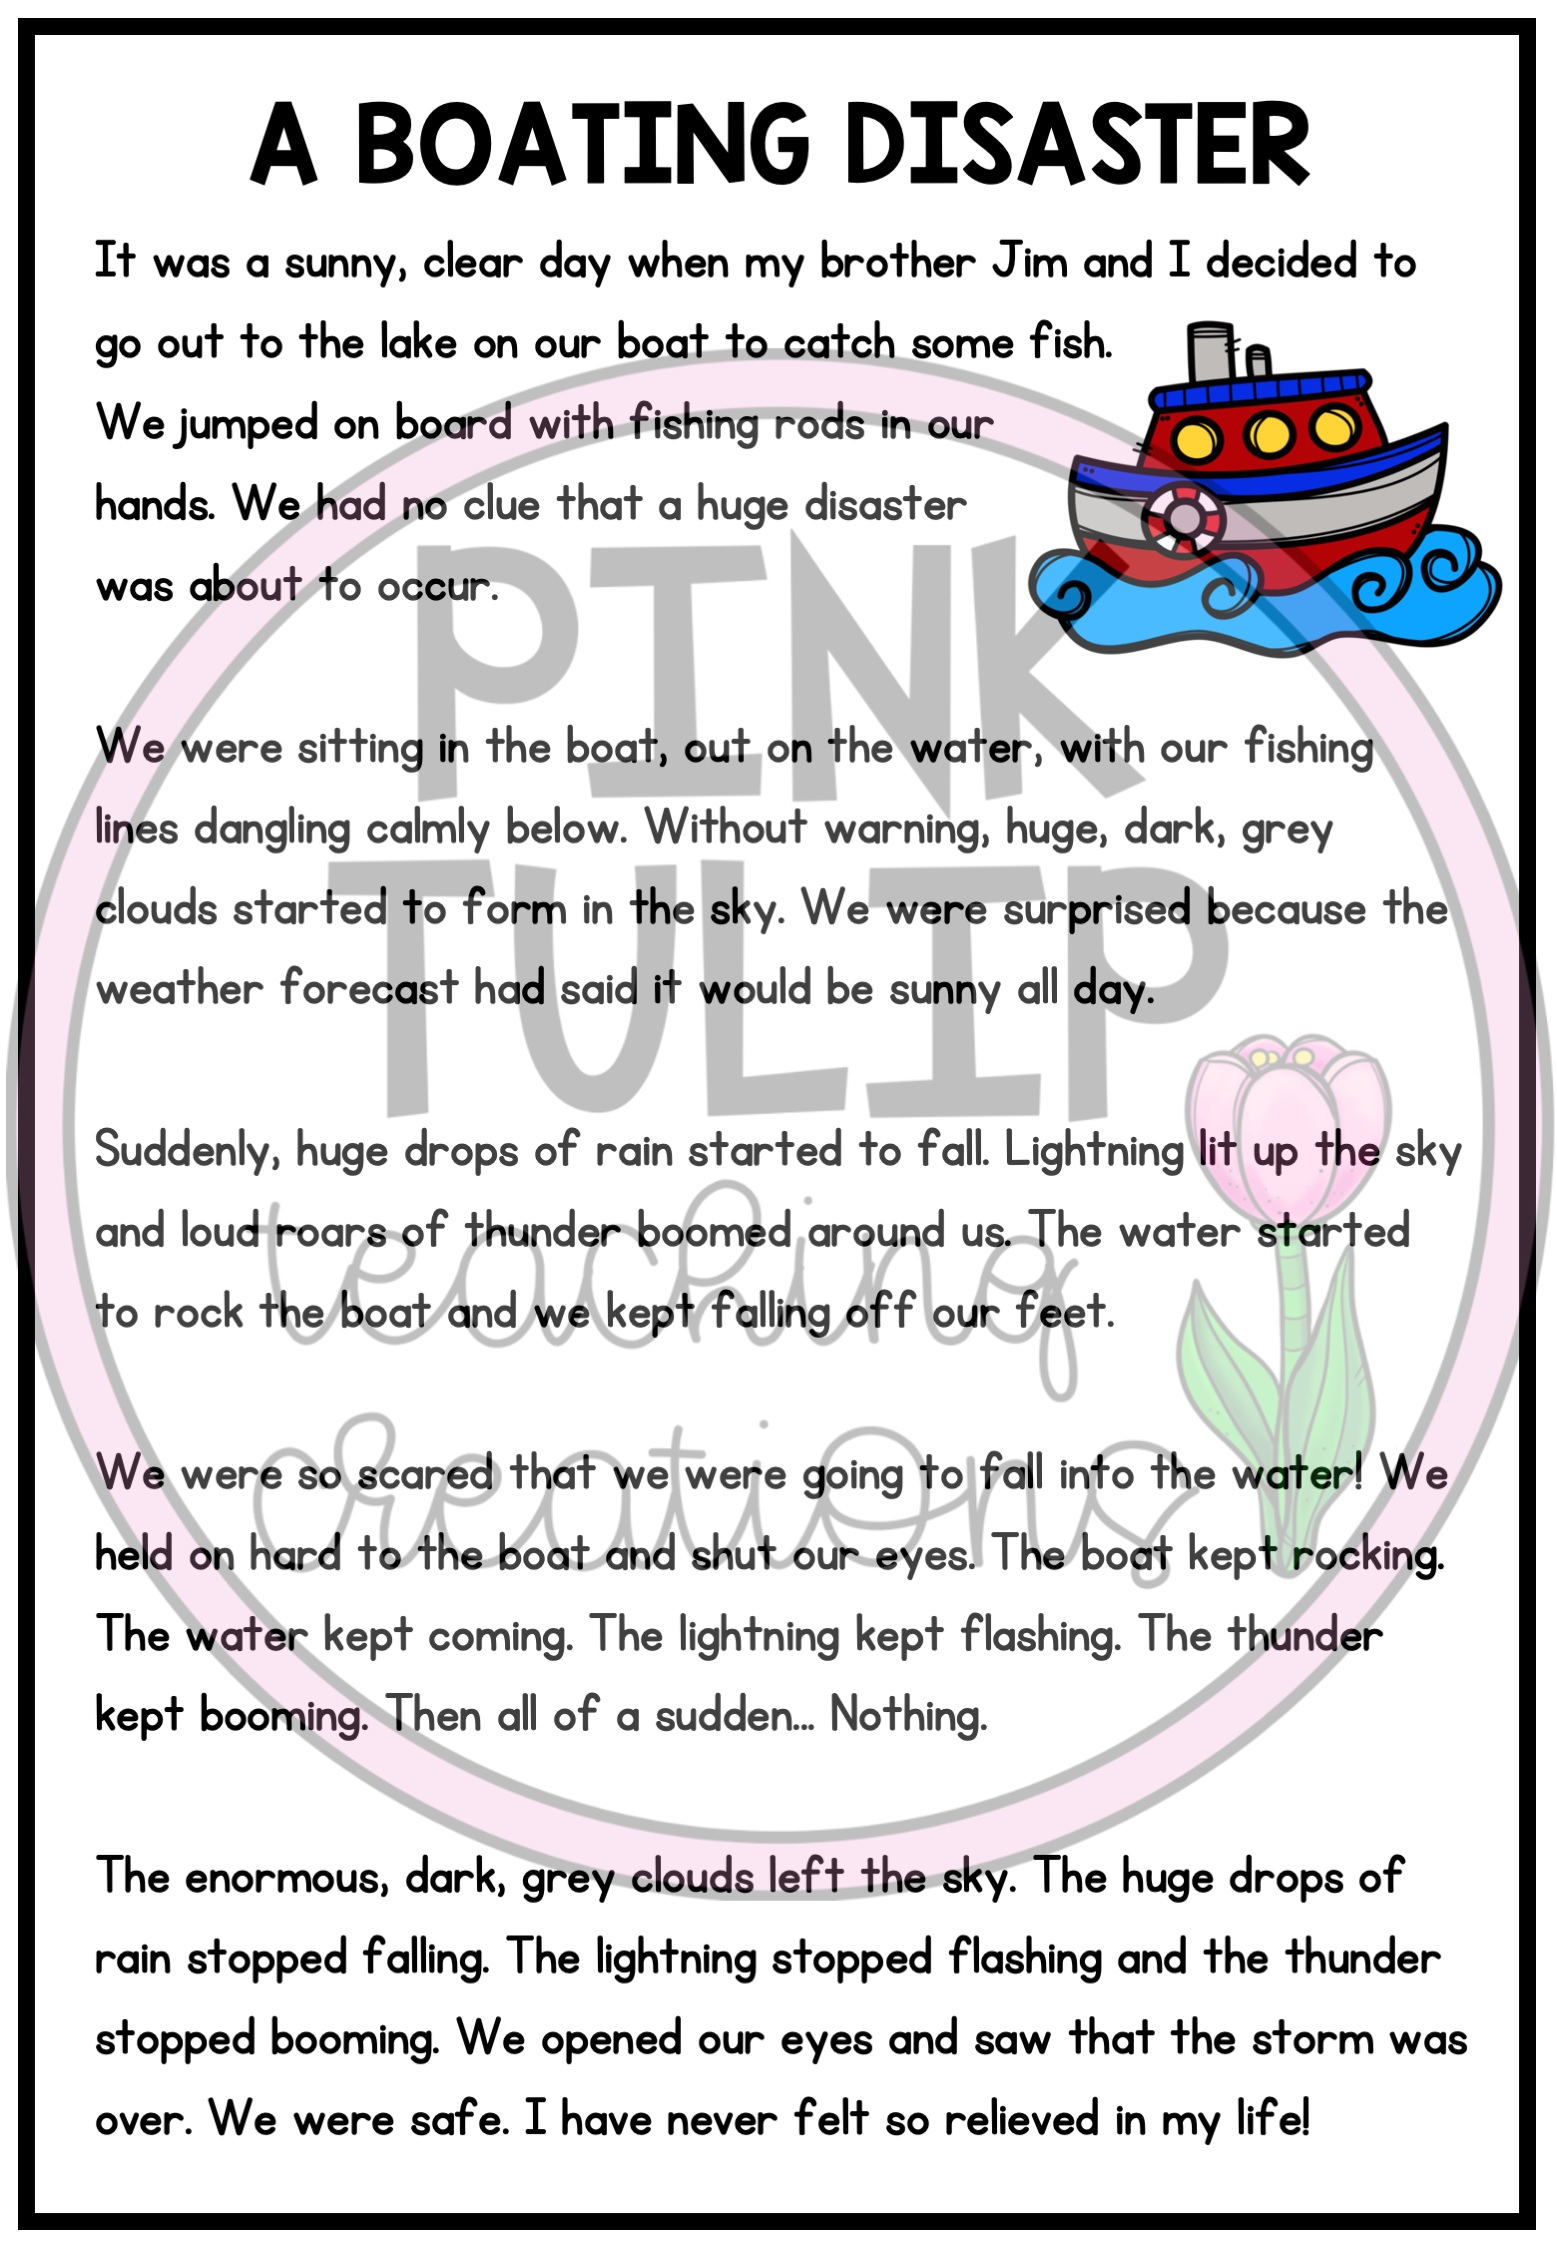 A BOATING DISASTER
It was a sunny, clear day when my brother Jim and I decided to
go out to the lake on our boat to catch some fish.
We jumped on board with fishing rods in our
hands. We had no clue that a huge disaster
was about to occur.
We were sitting in the boat, out on the water, with our fishing
lines dangling calmly below. Without warning, huge, dark, grey
clouds started to form in the sky. We were surprised because the
weather forecast had said it would be sunny all day.
Suddenly, huge drops of rain started to fall. Lightning lit up the sky
and loud roars of thunder boomed around us. The water started
to rock the boat and we kept falling off our feet.
We were so scared that we were going to fall into the water! We
held on hard to the boat and shut our eyes. The boat kept rocking.
The water kept coming. The lightning kept flashing. The thunder
kept booming. Then all of a sudden... Nothing.
The enormous, dark, grey clouds left the sky. The huge drops of
rain stopped falling. The lightning stopped flashing and the thunder
stopped booming. We opened our eyes and saw that the storm was
over. We were safe. I have never felt so relieved in my life!
PINK
TULIP
teaching
creations